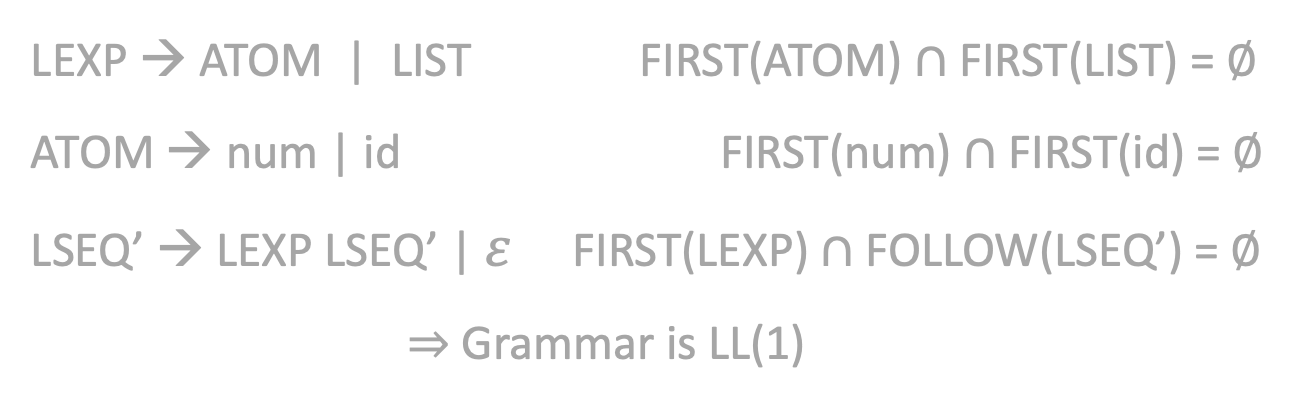 LEXP → ATOM | LIST FIRST(ATOM) ∩ FIRST(LIST) = ∅
ATOM → num | id FIRST(num) ∩ FIRST(id) = ∅
LSEQ’ → LEXP LSEQ’ | ε FIRST(LEXP) ∩ FOLLOW(LSEQ’) = ∅
⇒ Grammar is LL(1)